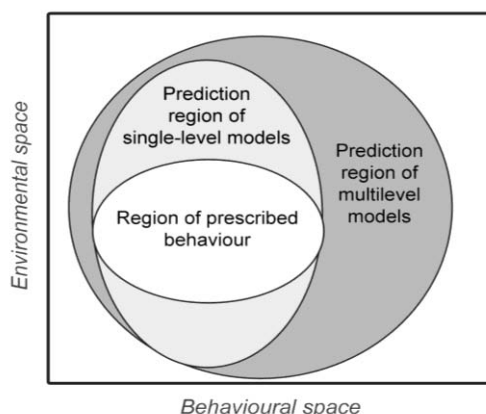 Environmental space
Prediction
region of
single-level models
Prediction
region of
multilevel
models
Region of prescribed
behaviour
Behavioural space